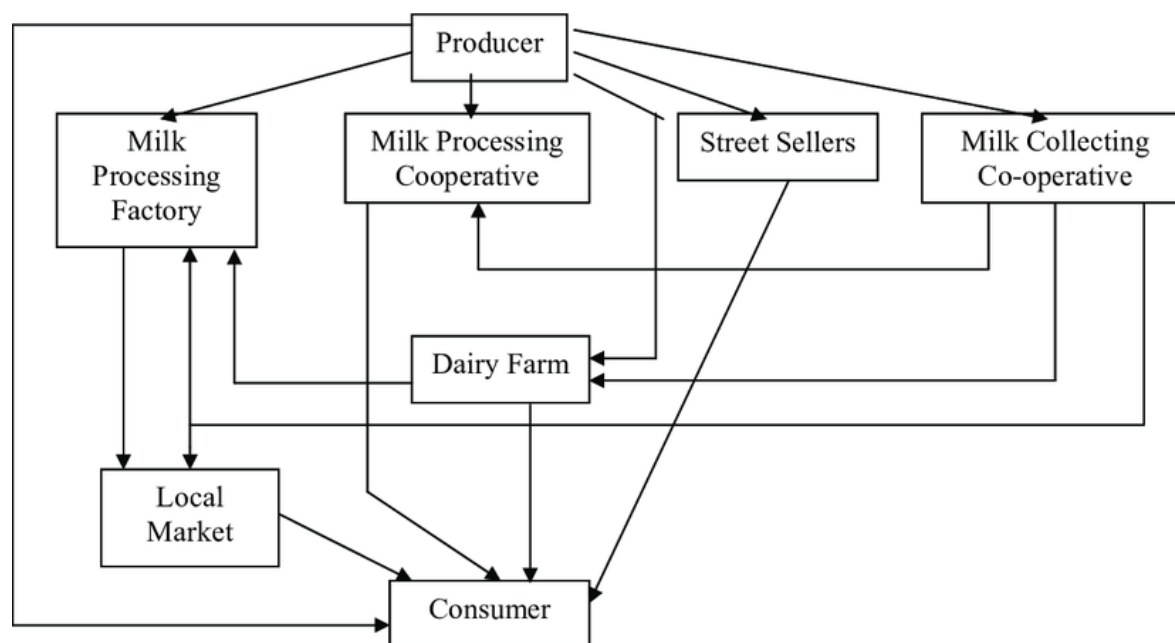 Producer
Milk
Processing
Factory
Milk Processing
Cooperative
Street Sellers
Milk Collecting
Co-operative
Dairy Farm
Local
Market
Consumer